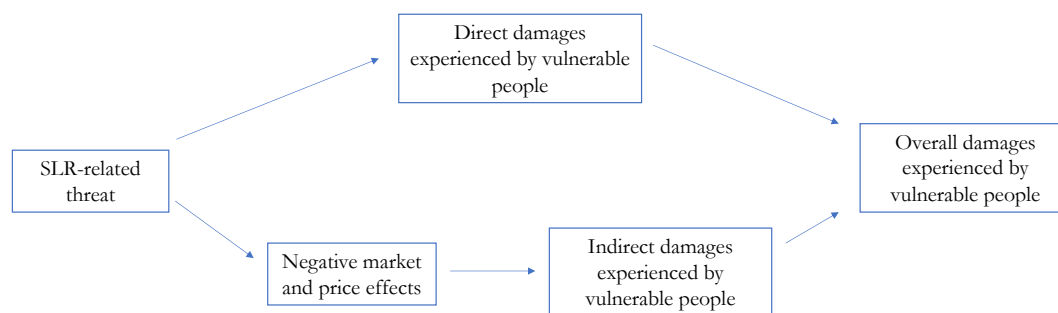 Direct damages
experienced by vulnerable
people
SLR-related
threat
Overall damages
experienced by
vulnerable people
Negative market
and price effects
Indirect damages
experienced by
vulnerable people